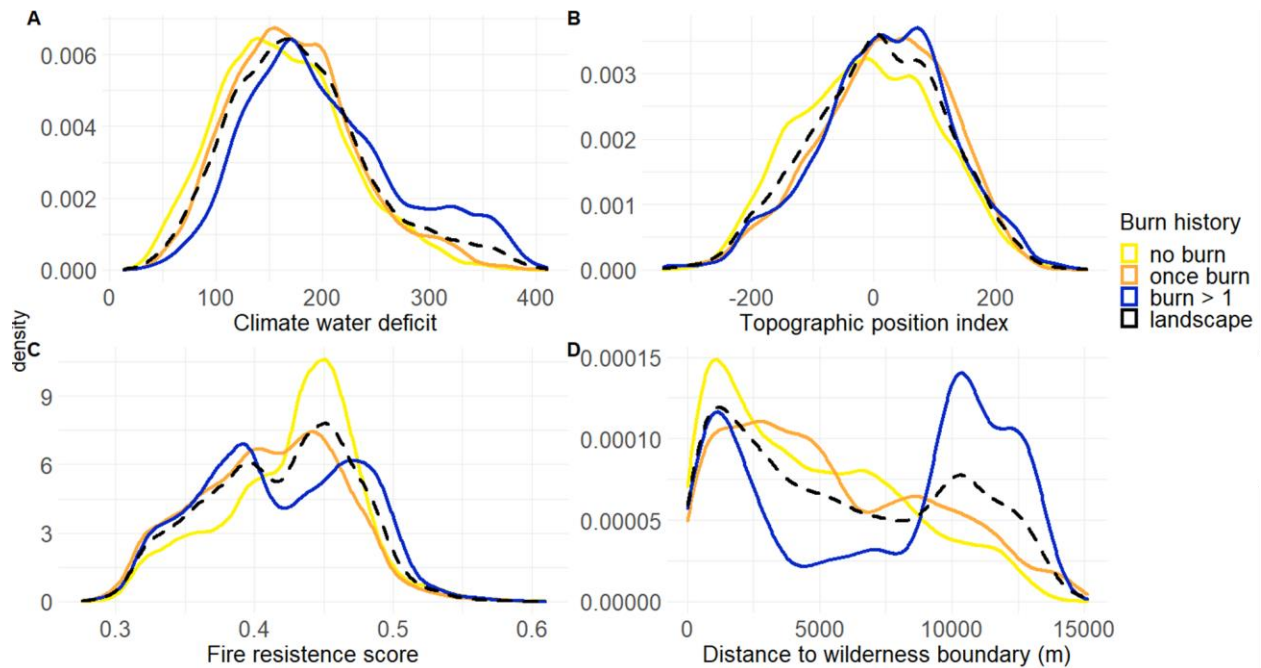 A
B
0.006
0.004
0.002
0.000
0 100 200 300 400
Climate water deficit
0.003
0.002
0.001
0.000
-200 0 200
Topographic position index
Burn history
no burn
once burn
burn > 1
landscape
density
C
D
9
6
3
0
0.3 0.4 0.5 0.6
Fire resistence score
0.00015
0.00010
0.00005
0.00000
0 5000 10000 15000
Distance to wilderness boundary (m)